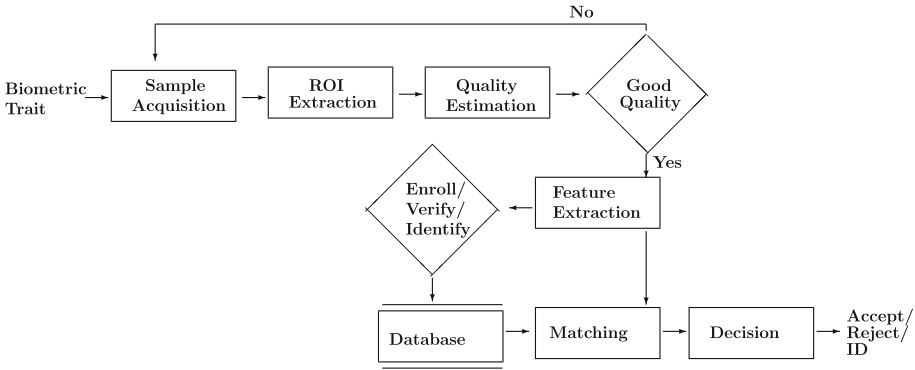 No
Biometric
Trait
Sample
Acquisition
ROI
Extraction
Quality
Estimation
Good
Quality
Yes
Enroll/
Verify/
Identify
Feature
Extraction
Database
Matching
Decision
Accept/
Reject/
ID